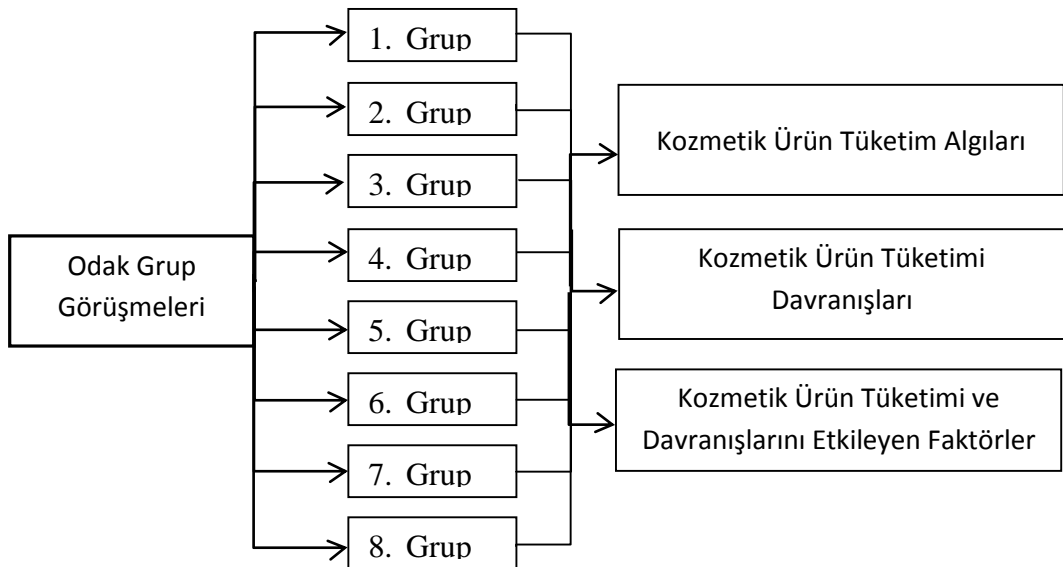 Odak Grup
Görüşmeleri
1. Grup
2. Grup
3. Grup
4. Grup
5. Grup
6. Grup
7. Grup
8. Grup
Kozmetik Ürün Tüketim Algıları
Kozmetik Ürün Tüketimi
Davranışları
Kozmetik Ürün Tüketimi ve
Davranışlarını Etkileyen Faktörler